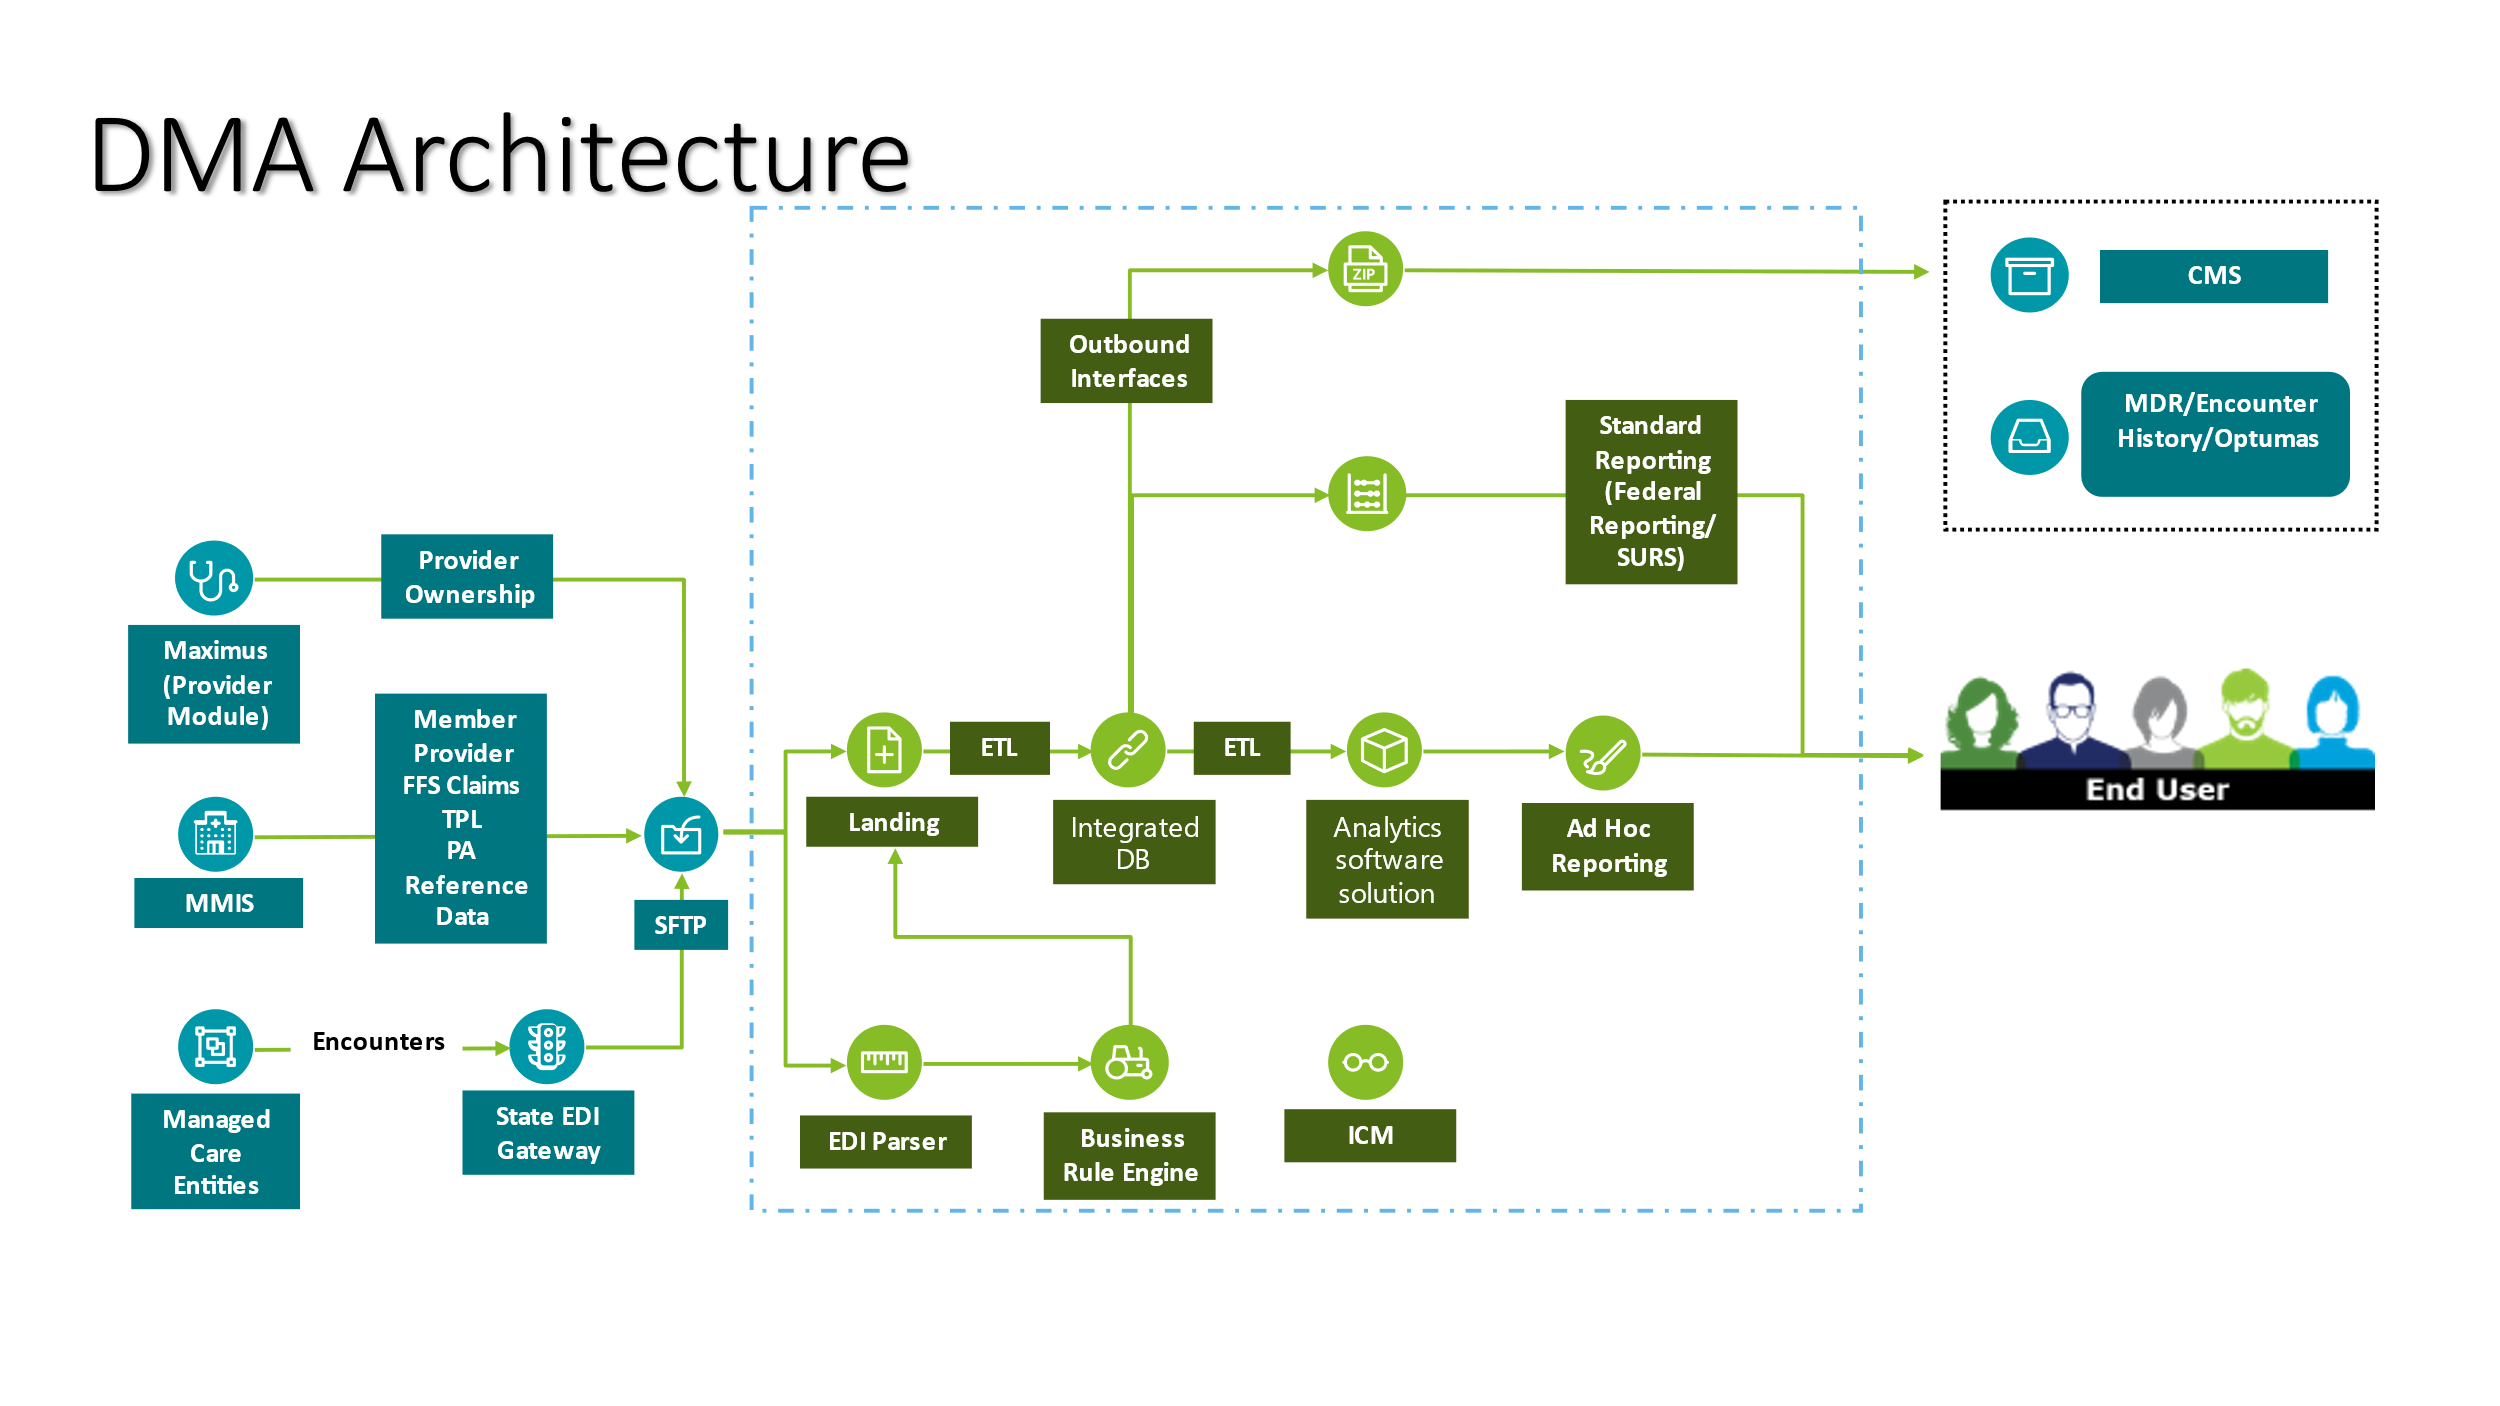 DMA Architecture
ZIP
CMS
Outbound
Interfaces
MDR/Encounter
History/Optumas
Standard
Reporting
(Federal
Reporting/
SURS)
Provider
Ownership
Maximus
(Provider
Module)
Member
Provider
FFS Claims
TPL
PA
Reference
Data
MMIS
SFTP
Landing
ETL
Integrated
DB
ETL
Analytics
software
solution
Ad Hoc
Reporting
End User
Encounters
Managed
Care
Entities
State EDI
Gateway
EDI Parser
Business
Rule Engine
ICM